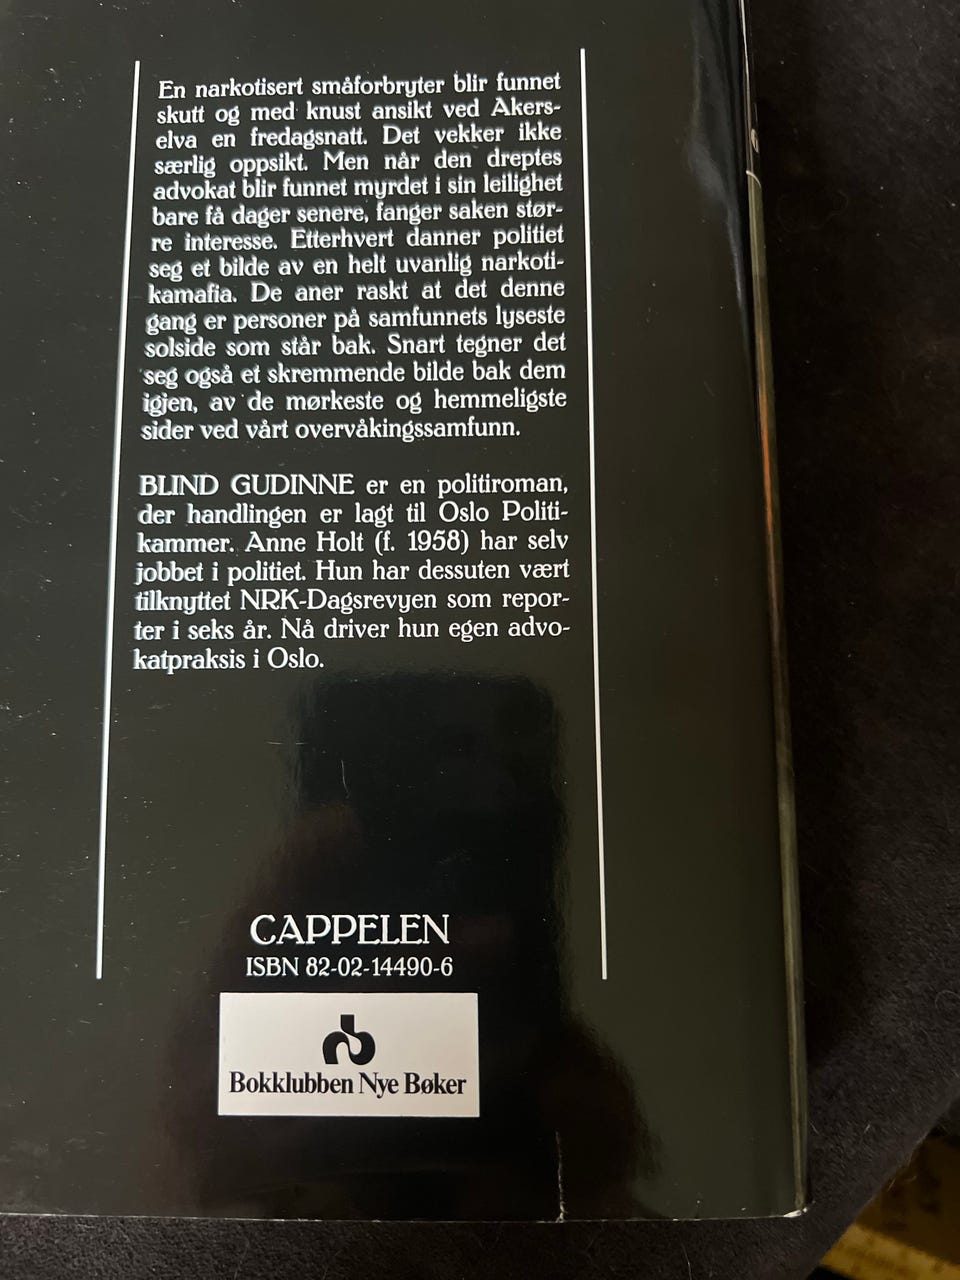 En narkotisert småforbryter blir funnet
skutt og med knust ansikt ved Akers-
elva en fredagsnatt. Det vekker ikke
særlig oppsikt. Men når den dreptes
advokat blir funnet myrdet i sin leilighet
bare få dager senere, fanger saken stør-
re interesse. Etterhvert danner politiet
seg et bilde av en helt uvanlig narkoti-
kamafia. De aner raskt at det denne
gang er personer på samfunnets lyseste
solside som står bak. Snart tegner det
seg også et skremmende bilde bak dem
igjen, av de mørkeste og hemmeligste
sider ved vårt overvåkingssamfunn.
BLIND GUDINNE er en politiroman,
der handlingen er lagt til Oslo Politi-
kammer. Anne Holt (f. 1958) har selv
jobbet i politiet. Hun har dessuten vært
tilknyttet NRK-Dagsrevyen som repor-
ter i seks år. Nå driver hun egen advo-
katpraksis i Oslo.
CAPPELEN
ISBN 82-02-14490-6
Bokklubben Nye Bøker